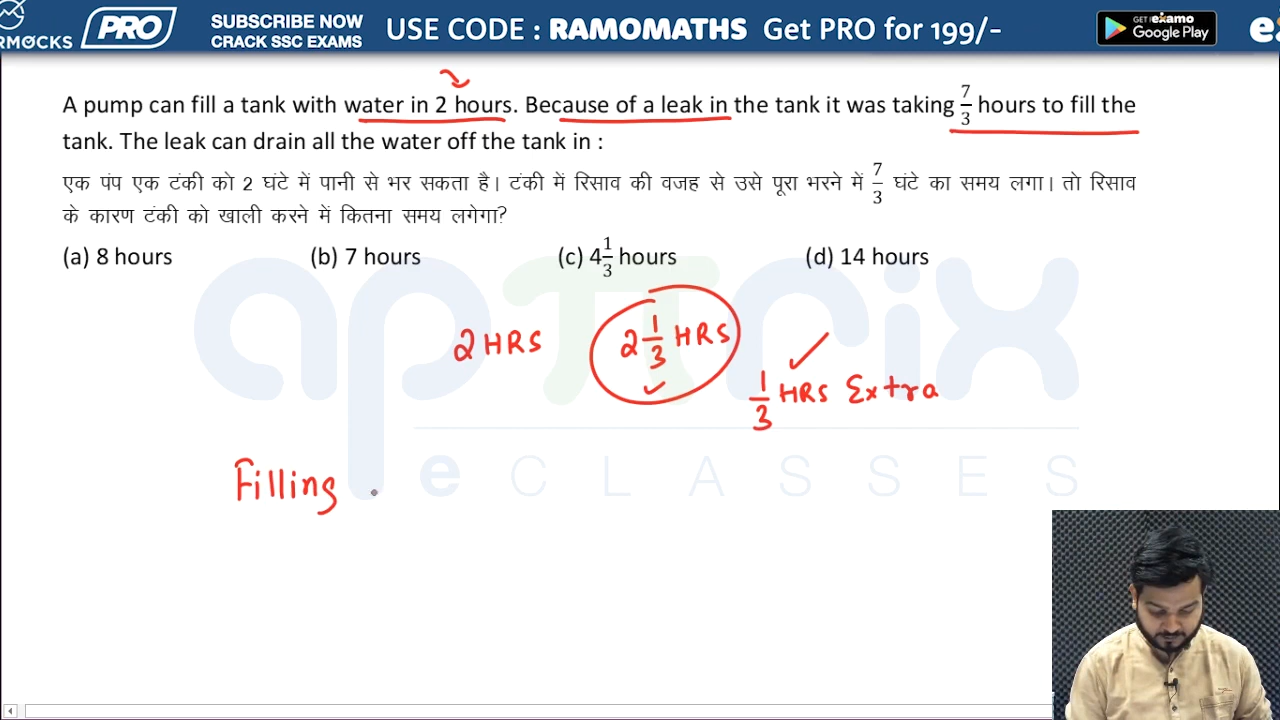 RMOCKS PRO SUBSCRIBE NOW USE CODE : RAMOMATHS Get PRO for 199/- GET IT ON examo
CRACK SSC EXAMS Google Play
A pump can fill a tank with water in 2 hours. Because of a leak in the tank it was taking 7/3 hours to fill the
tank. The leak can drain all the water off the tank in :
एक पंप एक टंकी को 2 घंटे में पानी से भर सकता है। टंकी में रिसाव की वजह से उसे पूरा भरने में 7/3 घंटे का समय लगा। तो रिसाव
के कारण टंकी को खाली करने में कितना समय लगेगा?
(a) 8 hours (b) 7 hours (c) 4 1/3 hours (d) 14 hours
2 HRS 2 1/3 HRS
1/3 HRS Extra
aptrix
Filling
e CLASSES